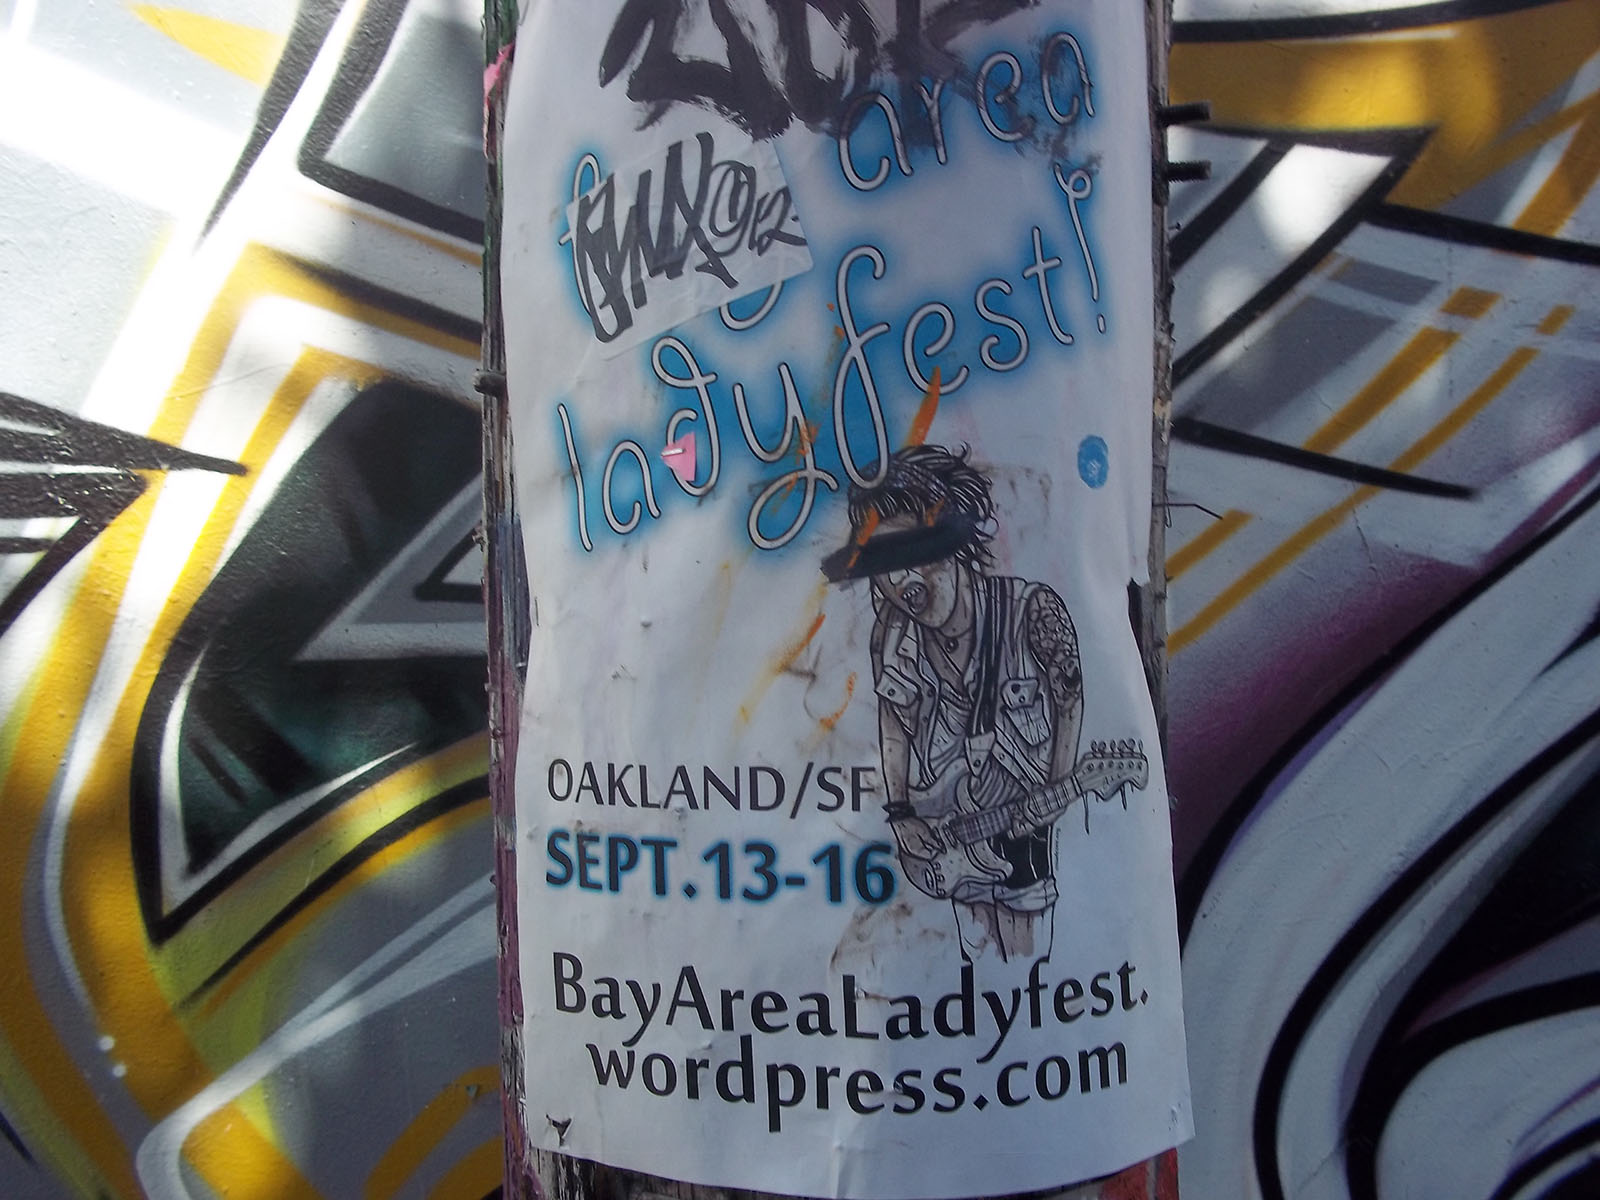 area
ladyfest!
OAKLAND/SF
SEPT. 13-16
BayAreaLadyfest.
wordpress.com